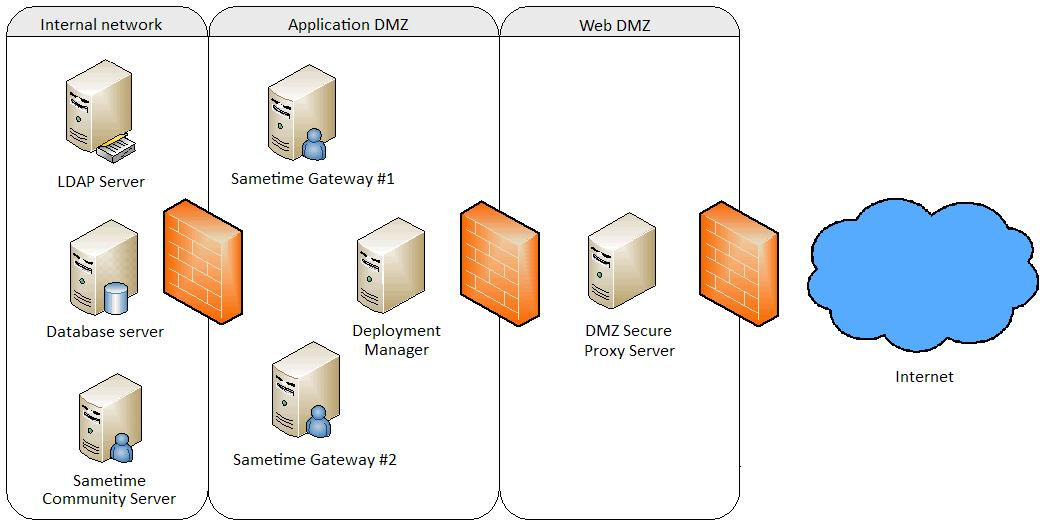 Internal network
Application DMZ
Web DMZ
LDAP Server
Sametime Gateway #1
Database server
Deployment
Manager
DMZ Secure
Proxy Server
Internet
Sametime Gateway #2
Sametime
Community Server